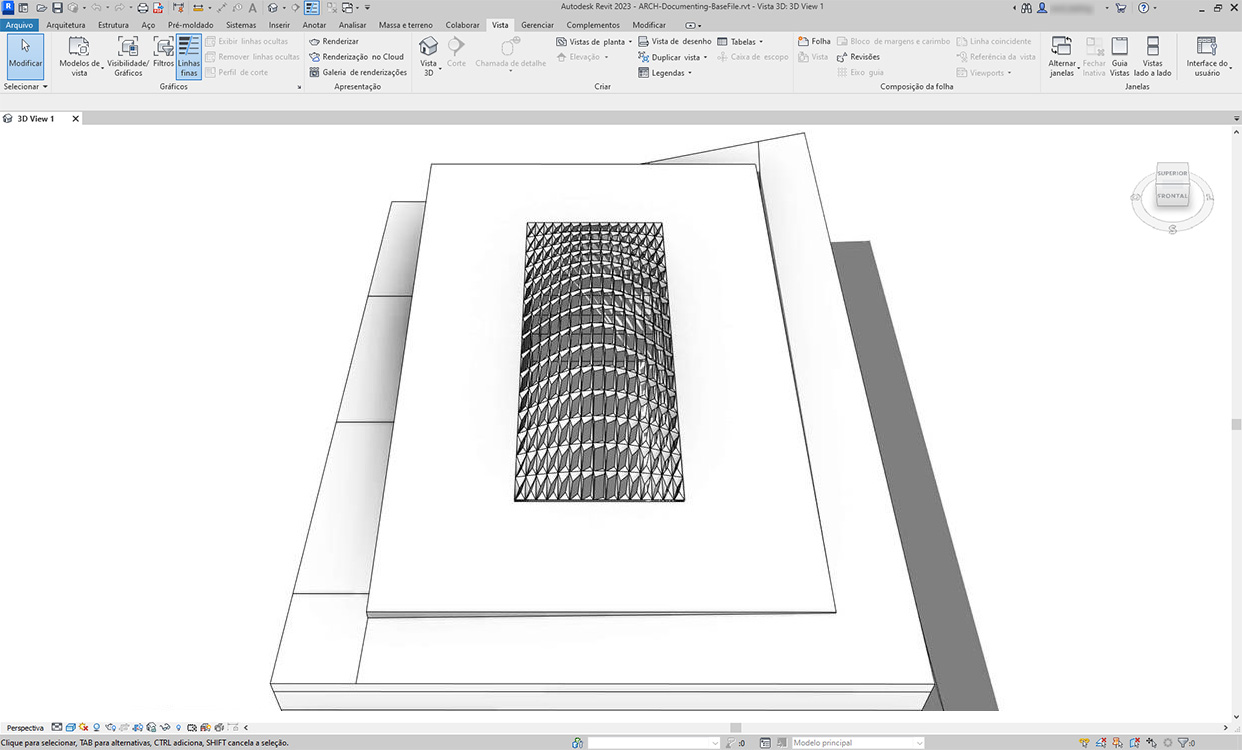 Autodesk Revit 2023 - ARCH-Documenting-BaseFile.rvt - Vista 3D: 3D View 1
Arquivo Arquitetura Estrutura Aço Pré-moldado Sistemas Inserir Anotar Analisar Massa e terreno Colaborar Vista Gerenciar Complementos Modificar
Modificar
Modelos de vista
Visibilidade/ Gráficos
Filtros
Linhas finas
Exibir linhas ocultas
Remover linhas ocultas
Perfil de corte
Renderizar
Renderização no Cloud
Galeria de renderizações
Vista 3D
Corte
Chamada de detalhe
Vistas de planta
Elevação
Vista de desenho
Duplicar vista
Legendas
Tabelas
Caixa de escopo
Folha
Vista
Bloco de margens e carimbo
Revisões
Eixo guia
Linha coincidente
Referência da vista
Viewports
Alternar janelas
Fechar Inativa
Guia Vistas
Vistas lado a lado
Interface do usuário
Selecionar Gráficos Apresentação Criar Composição da folha Janelas
3D View 1
SUPERIOR
FRONTAL
S
Perspectiva
Clique para selecionar, TAB para alternativas, CTRL adiciona, SHIFT cancela a seleção.
:0
Modelo principal
:0